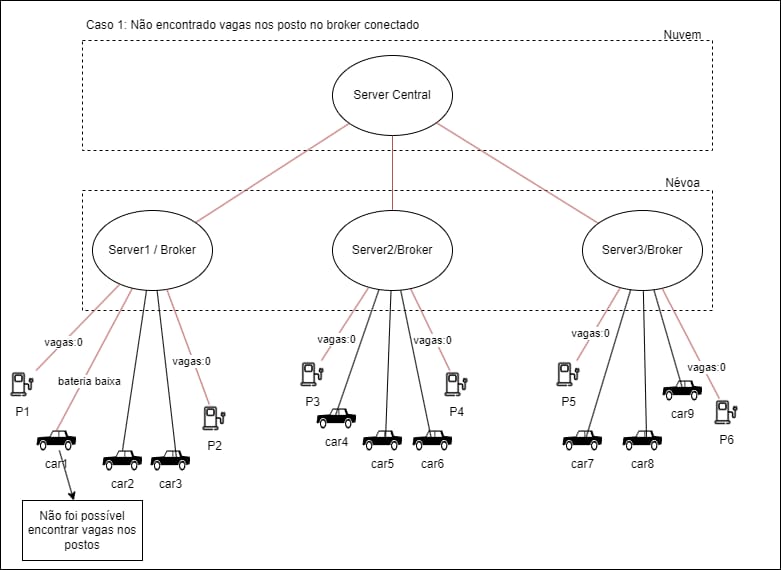 Caso 1: Não encontrado vagas nos posto no broker conectado
Nuvem
Server Central
Névoa
Server1 / Broker
Server2/Broker
Server3/Broker
vagas:0
vagas:0
vagas:0
vagas:0
vagas:0
vagas:0
bateria baixa
P1
P2
P3
P4
P5
P6
car1
car2
car3
car4
car5
car6
car7
car8
car9
Não foi possível
encontrar vagas nos
postos